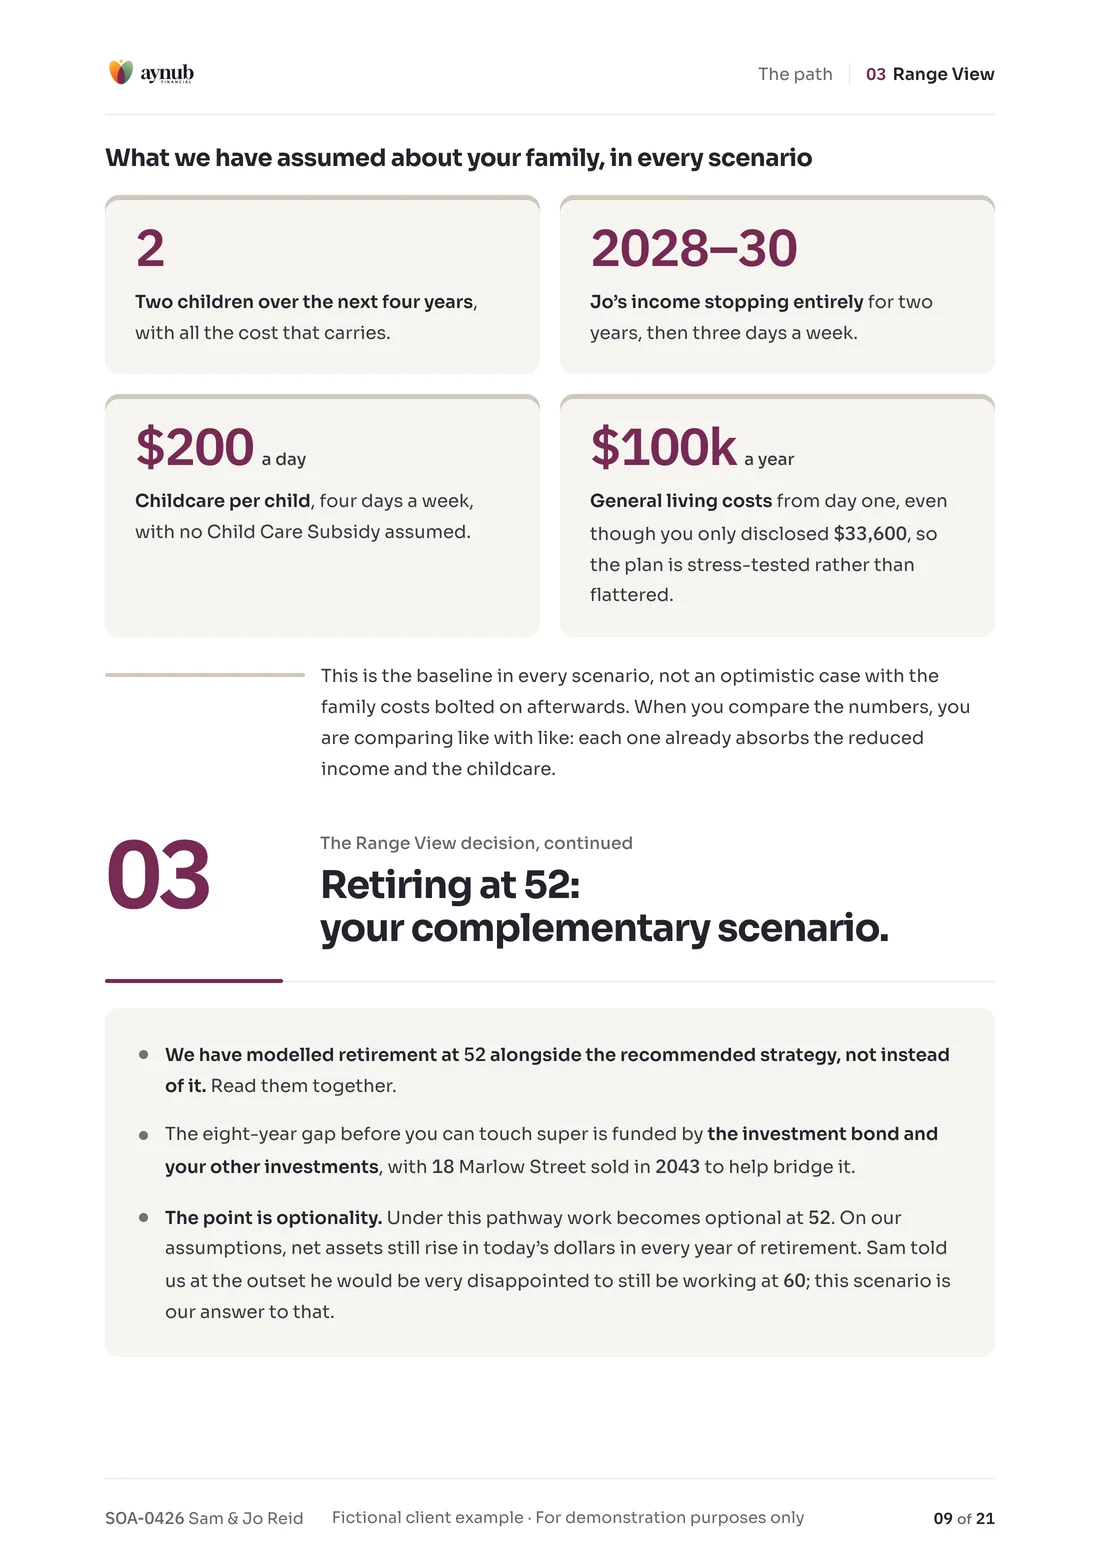 aynub
FINANCIAL
The path
03 Range View
What we have assumed about your family, in every scenario
2
Two children over the next four years,
with all the cost that carries.
2028–30
Jo’s income stopping entirely for two
years, then three days a week.
$200 a day
Childcare per child, four days a week,
with no Child Care Subsidy assumed.
$100k a year
General living costs from day one, even
though you only disclosed $33,600, so
the plan is stress-tested rather than
flattered.
This is the baseline in every scenario, not an optimistic case with the
family costs bolted on afterwards. When you compare the numbers, you
are comparing like with like: each one already absorbs the reduced
income and the childcare.
03
The Range View decision, continued
Retiring at 52:
your complementary scenario.
We have modelled retirement at 52 alongside the recommended strategy, not instead
of it. Read them together.
The eight-year gap before you can touch super is funded by the investment bond and
your other investments, with 18 Marlow Street sold in 2043 to help bridge it.
The point is optionality. Under this pathway work becomes optional at 52. On our
assumptions, net assets still rise in today’s dollars in every year of retirement. Sam told
us at the outset he would be very disappointed to still be working at 60; this scenario is
our answer to that.
SOA-0426 Sam & Jo Reid
Fictional client example · For demonstration purposes only
09 of 21